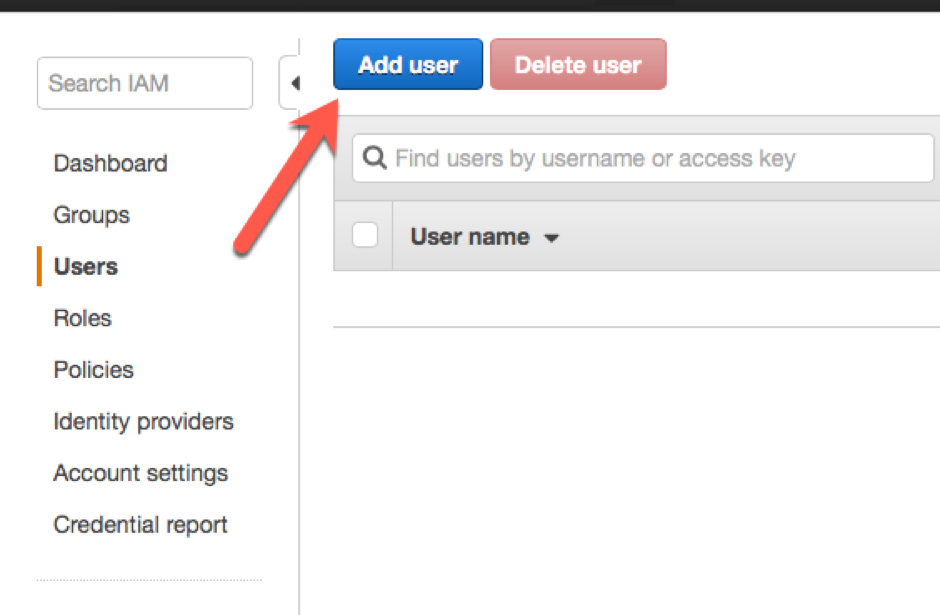 Search IAM
Dashboard
Groups
Users
Roles
Policies
Identity providers
Account settings
Credential report
Add user
Delete user
Find users by username or access key
User name